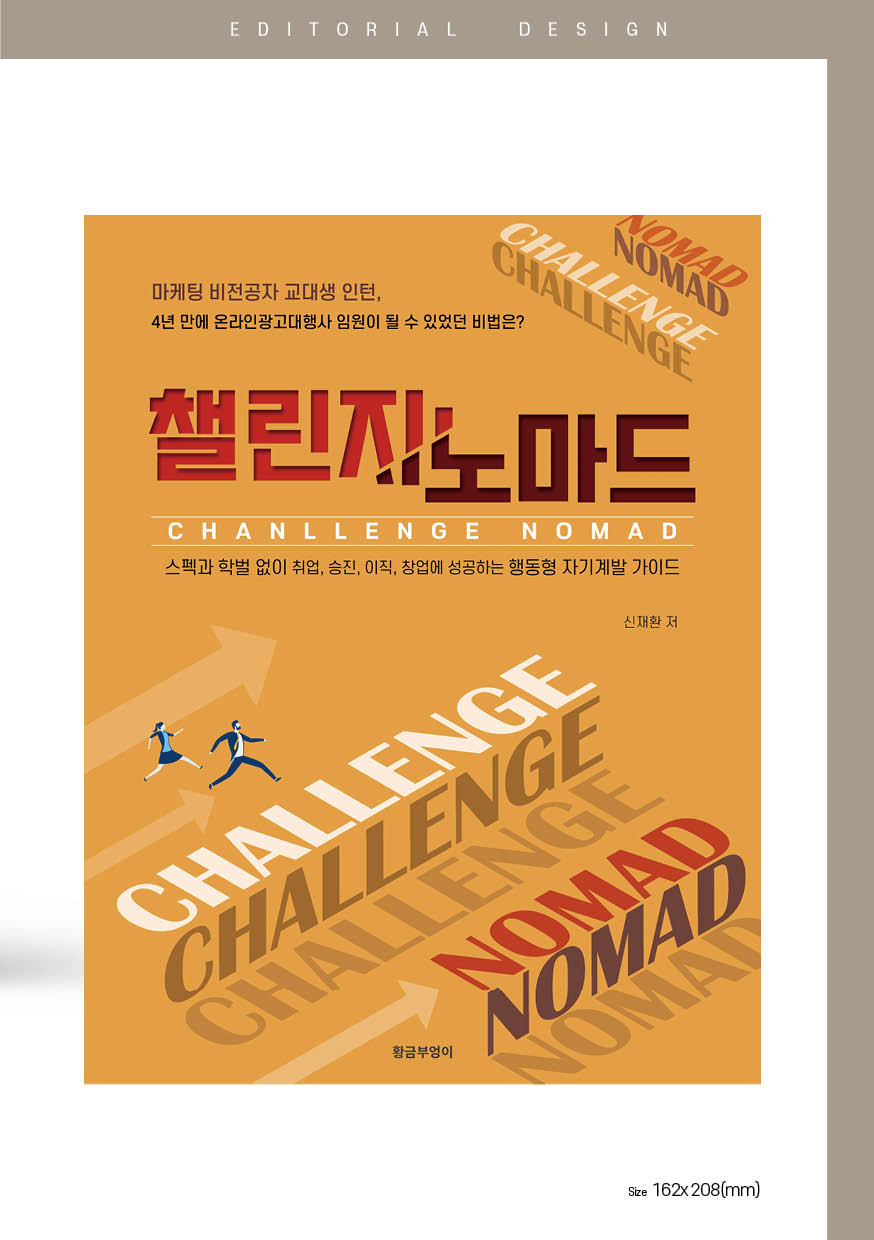 EDITORIAL DESIGN
NOMAD
NOMAD
CHALLENGE
CHALLENGE
마케팅 비전공자 교대생 인턴,
4년 만에 온라인광고대행사 임원이 될 수 있었던 비법은?
챌린지노마드
CHANLLENGE NOMAD
스펙과 학벌 없이 취업, 승진, 이직, 창업에 성공하는 행동형 자기계발 가이드
신재환 저
CHALLENGE
CHALLENGE
CHALLENGE
NOMAD
NOMAD
NOMAD
황금부엉이
Size 162x208(mm)